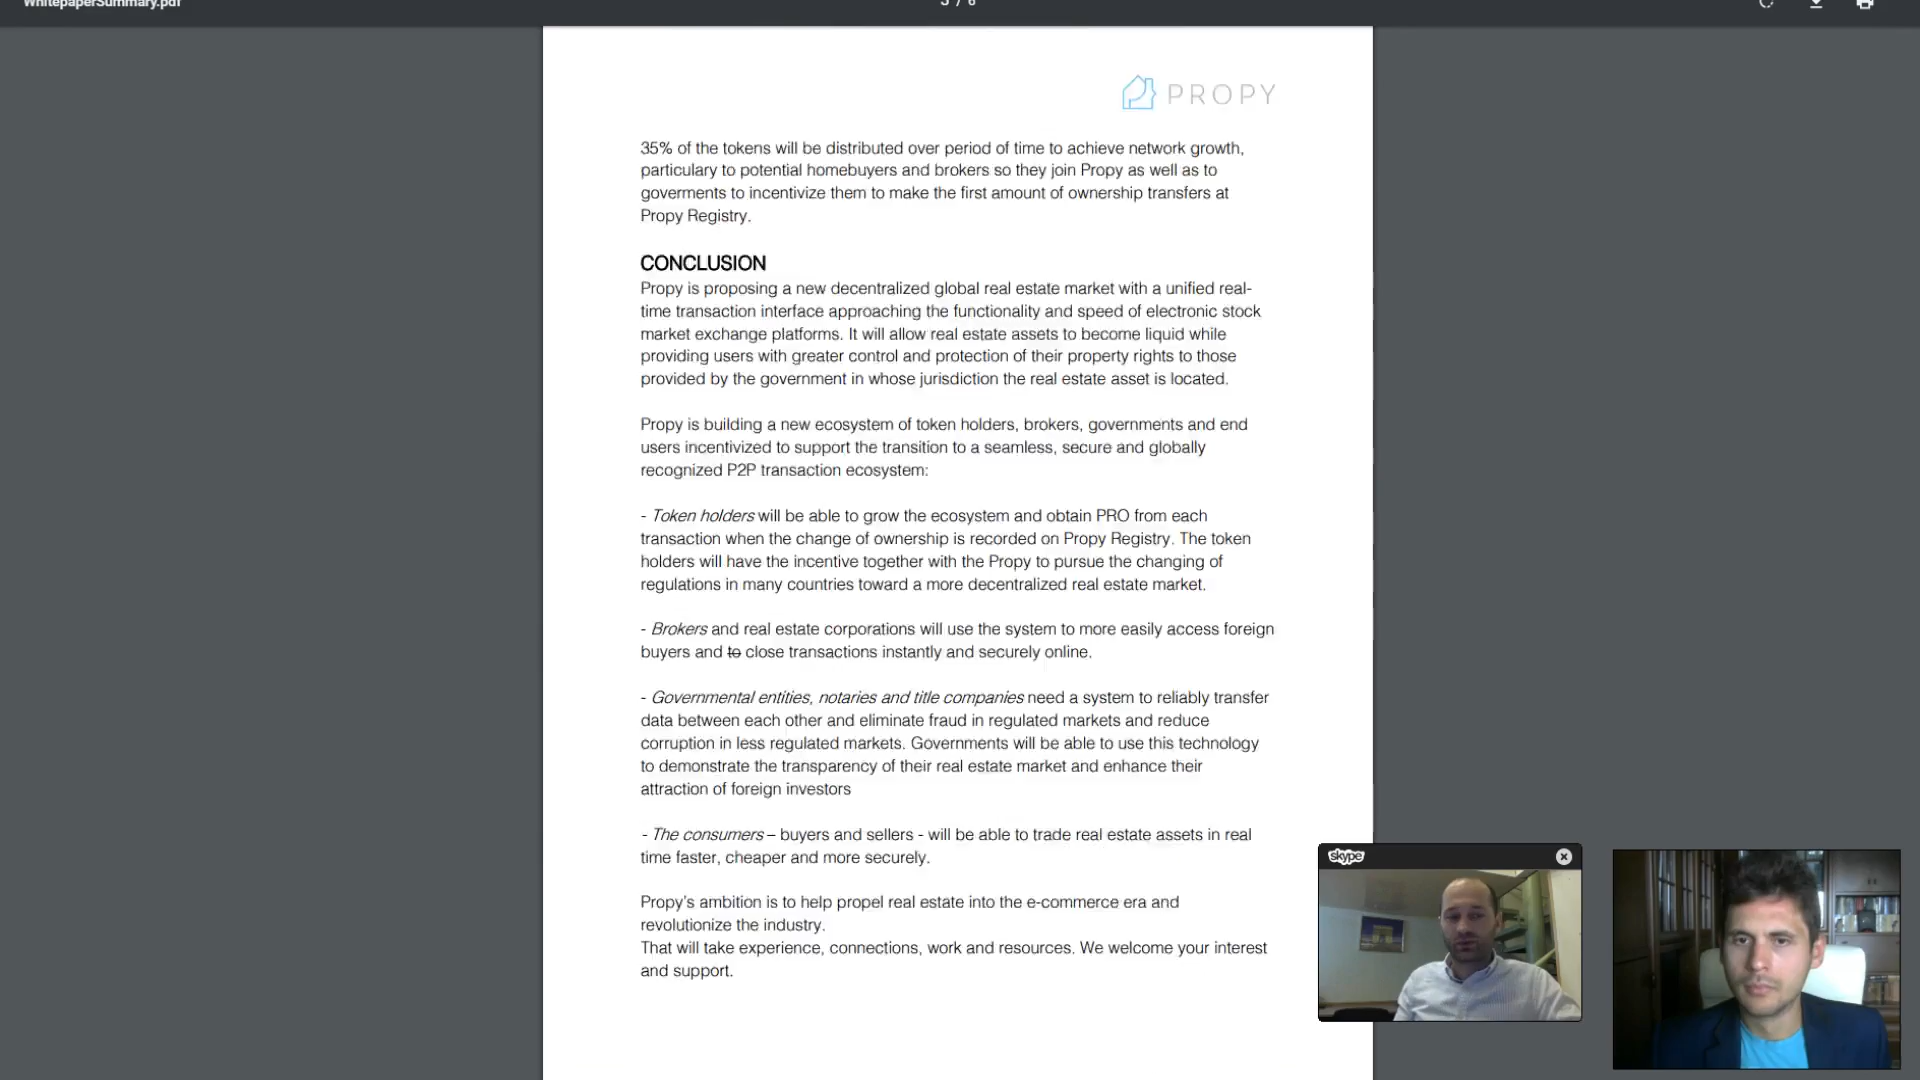 WhitepaperSummary.pdf
5 / 6
PROPY
35% of the tokens will be distributed over period of time to achieve network growth,
particulary to potential homebuyers and brokers so they join Propy as well as to
goverments to incentivize them to make the first amount of ownership transfers at
Propy Registry.
CONCLUSION
Propy is proposing a new decentralized global real estate market with a unified real-
time transaction interface approaching the functionality and speed of electronic stock
market exchange platforms. It will allow real estate assets to become liquid while
providing users with greater control and protection of their property rights to those
provided by the government in whose jurisdiction the real estate asset is located.
Propy is building a new ecosystem of token holders, brokers, governments and end
users incentivized to support the transition to a seamless, secure and globally
recognized P2P transaction ecosystem:
- Token holders will be able to grow the ecosystem and obtain PRO from each
transaction when the change of ownership is recorded on Propy Registry. The token
holders will have the incentive together with the Propy to pursue the changing of
regulations in many countries toward a more decentralized real estate market.
- Brokers and real estate corporations will use the system to more easily access foreign
buyers and to close transactions instantly and securely online.
- Governmental entities, notaries and title companies need a system to reliably transfer
data between each other and eliminate fraud in regulated markets and reduce
corruption in less regulated markets. Governments will be able to use this technology
to demonstrate the transparency of their real estate market and enhance their
attraction of foreign investors
- The consumers – buyers and sellers - will be able to trade real estate assets in real
time faster, cheaper and more securely.
Propy's ambition is to help propel real estate into the e-commerce era and
revolutionize the industry.
That will take experience, connections, work and resources. We welcome your interest
and support.
skype